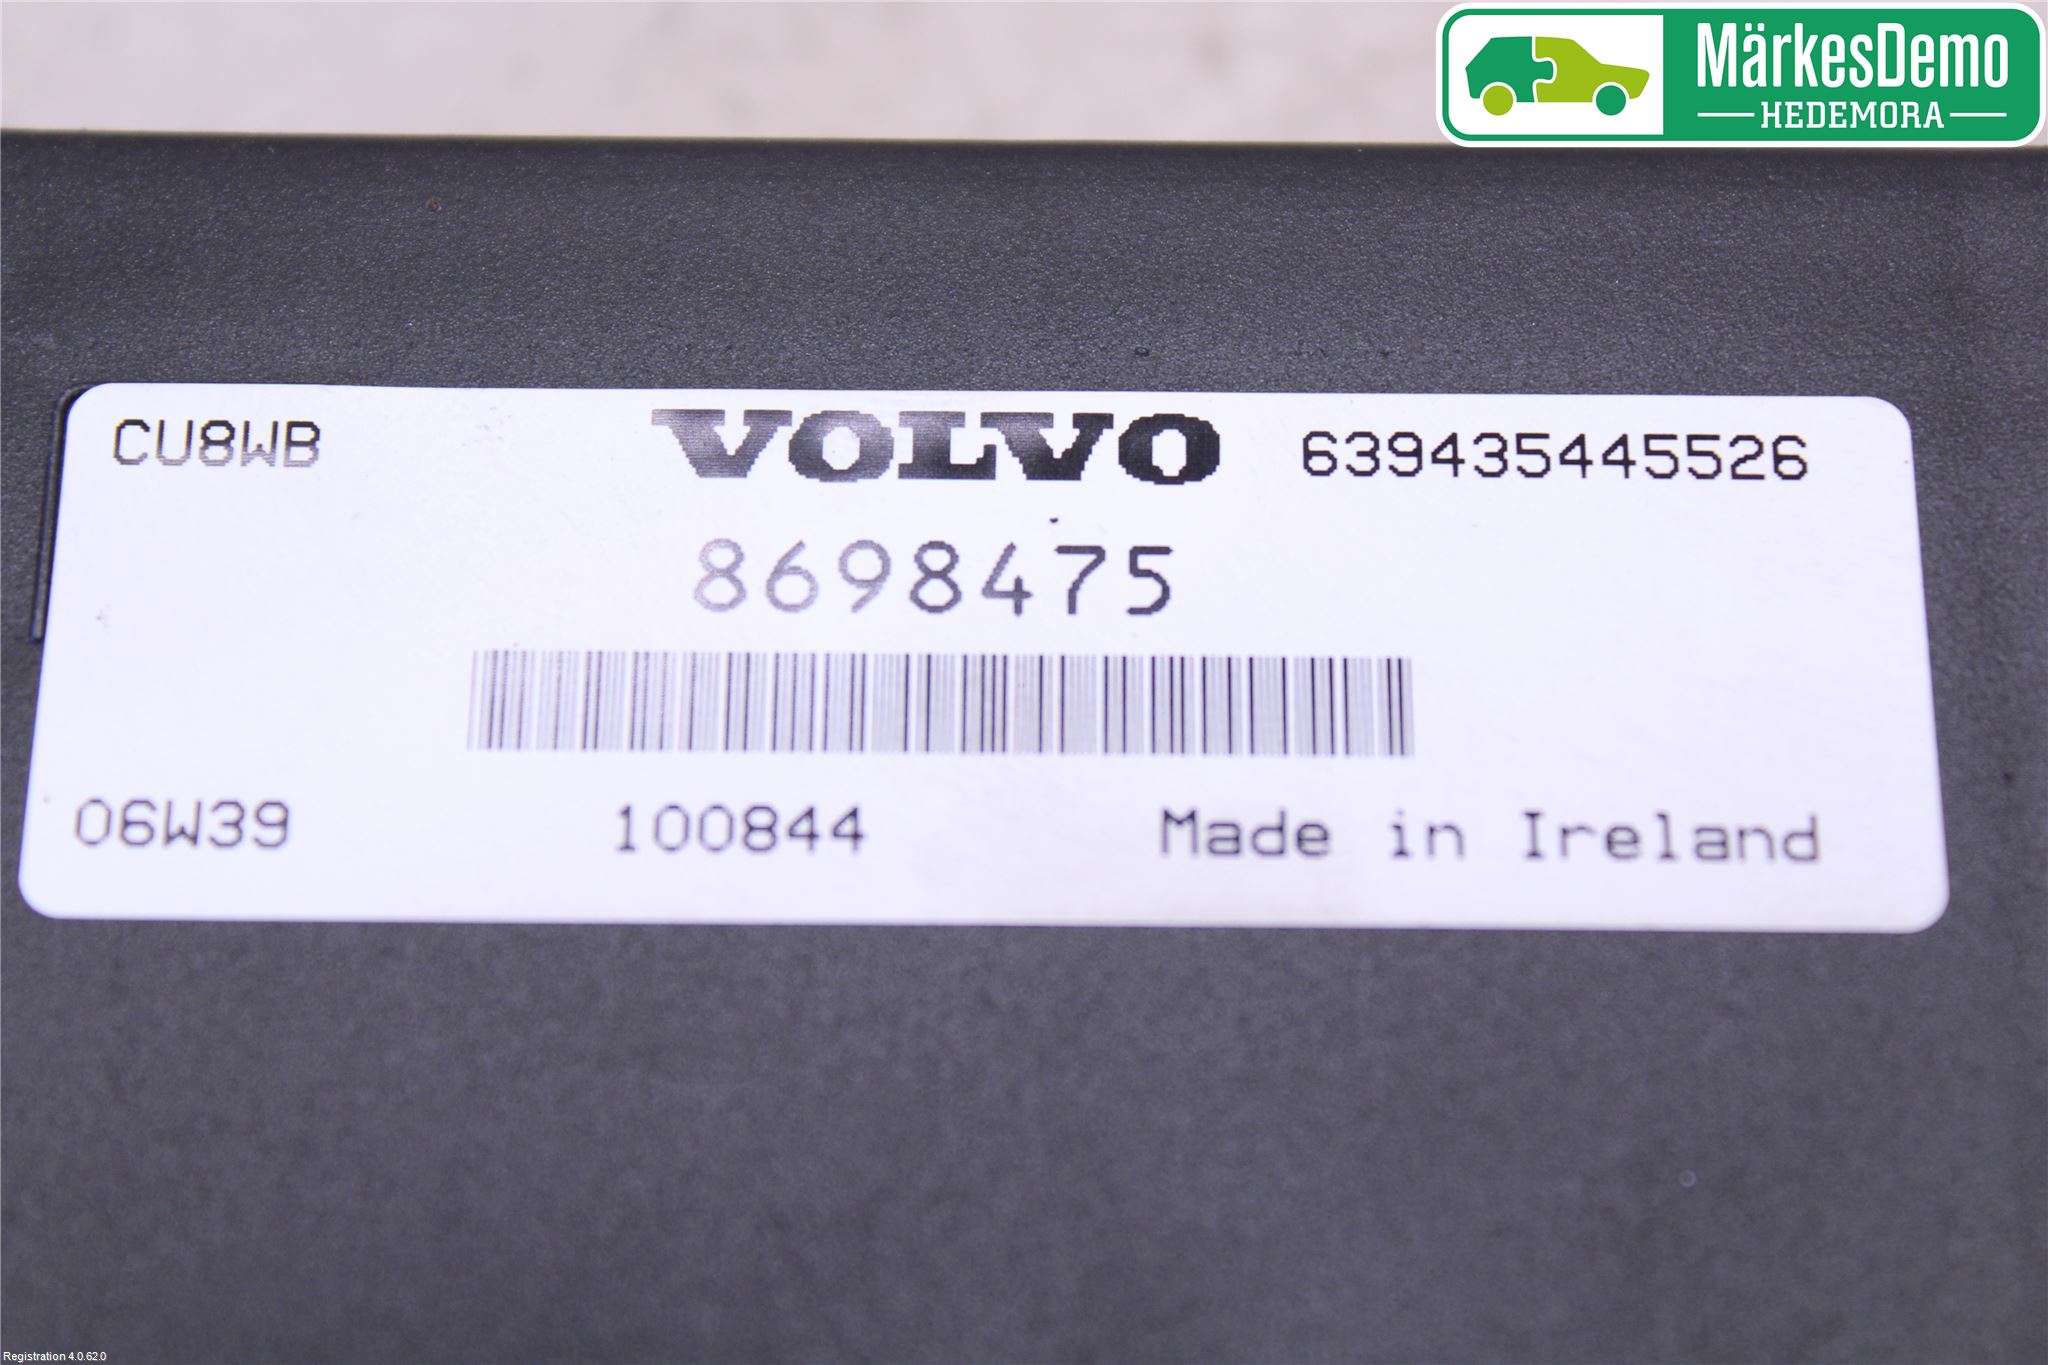 MärkesDemo
HEDEMORA
CU8WB VOLVO 639435445526
8698475
06W39 100844 Made in Ireland
Registration 4.0.62.0